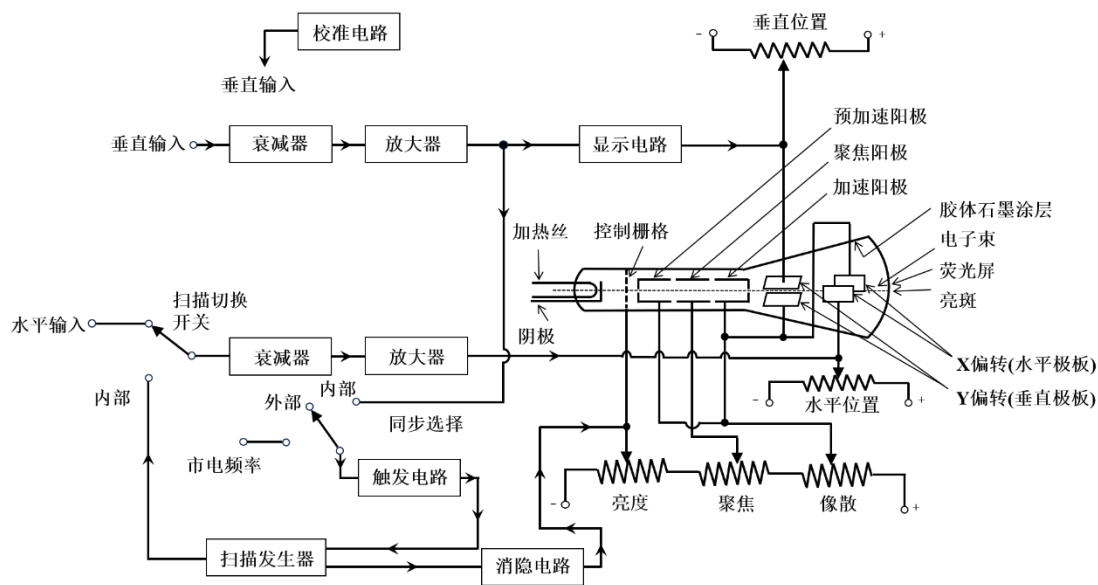 校准电路
垂直输入
- 垂直位置 +
垂直输入
衰减器
放大器
显示电路
预加速阳极
聚焦阳极
加速阳极
加热丝
控制栅格
胶体石墨涂层
电子束
荧光屏
亮斑
阴极
扫描切换
开关
水平输入
衰减器
放大器
X偏转(水平极板)
Y偏转(垂直极板)
- 水平位置 +
内部
外部
内部
同步选择
市电频率
触发电路
- 亮度
聚焦
像散 +
扫描发生器
消隐电路